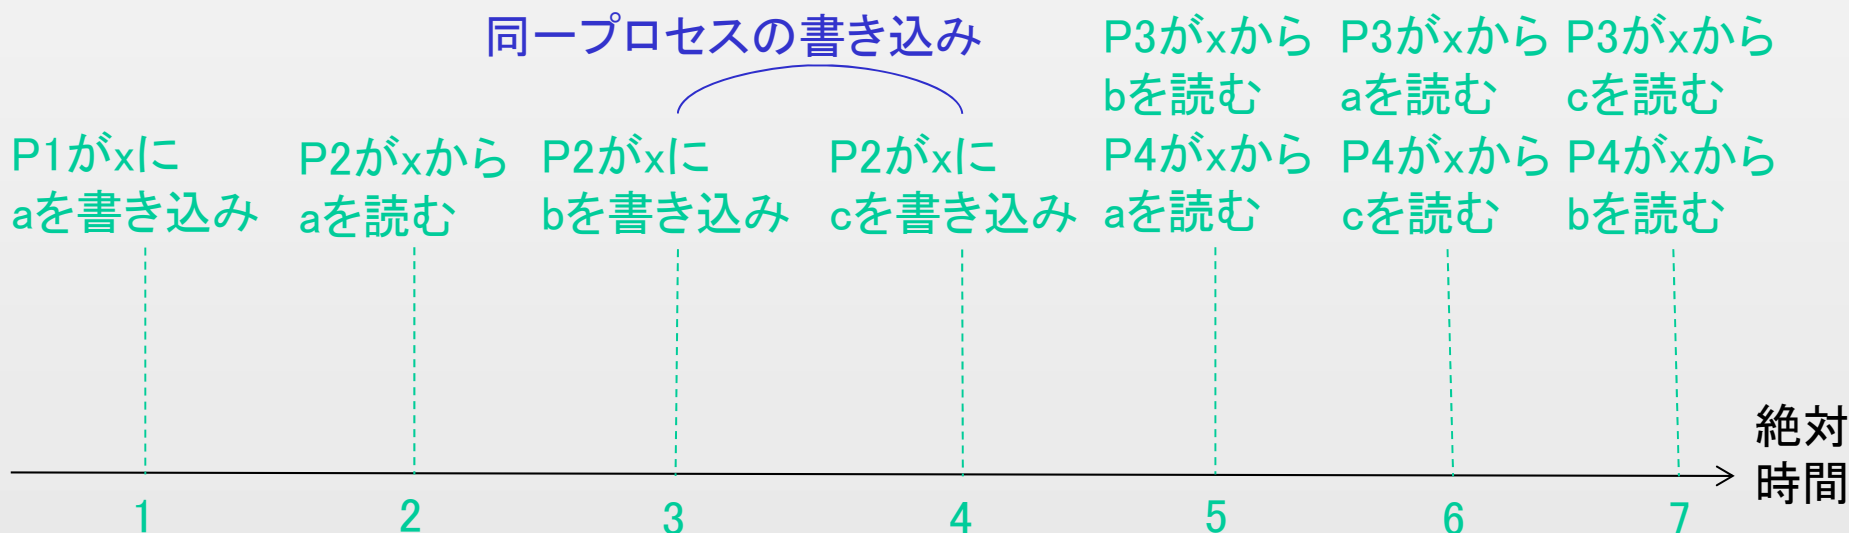 同一プロセスの書き込み
P1がxに
aを書き込み
P2がxから
aを読む
P2がxに
bを書き込み
P2がxに
cを書き込み
P3がxから
bを読む
P4がxから
aを読む
P3がxから
aを読む
P4がxから
cを読む
P3がxから
cを読む
P4がxから
bを読む
絶対
時間
1
2
3
4
5
6
7